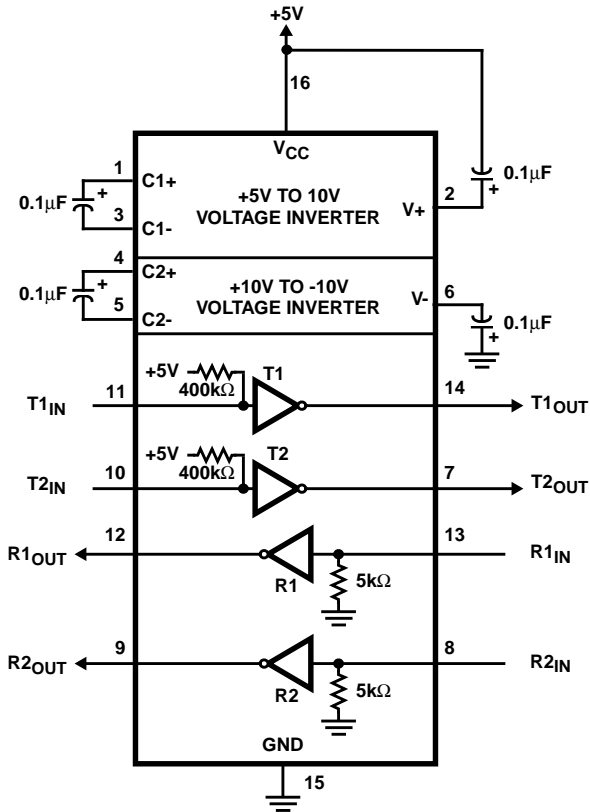 +5V
16
VCC
1
C1+
0.1μF
+
3
C1-
+5V TO 10V
VOLTAGE INVERTER
V+
2
+
0.1μF
4
C2+
0.1μF
+
5
C2-
+10V TO -10V
VOLTAGE INVERTER
V-
6
+
0.1μF
T1IN
11
+5V
400kΩ
T1
14
T1OUT
T2IN
10
+5V
400kΩ
T2
7
T2OUT
R1OUT
12
R1
5kΩ
13
R1IN
R2OUT
9
R2
5kΩ
8
R2IN
GND
15